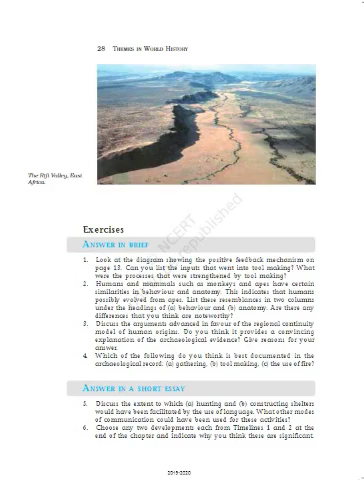 28 THEMES IN WORLD HISTORY
The Rift Valley, East
Africa.
Exercises
ANSWER IN BRIEF
1. Look at the diagram showing the positive feedback mechanism on
page 13. Can you list the inputs that went into tool making? What
were the processes that were strengthened by tool making?
2. Humans and mammals such as monkeys and apes have certain
similarities in behaviour and anatomy. This indicates that humans
possibly evolved from apes. List these resemblances in two columns
under the headings of (a) behaviour and (b) anatomy. Are there any
differences that you think are noteworthy?
3. Discuss the arguments advanced in favour of the regional continuity
model of human origins. Do you think it provides a convincing
explanation of the archaeological evidence? Give reasons for your
answer.
4. Which of the following do you think is best documented in the
archaeological record: (a) gathering, (b) tool making, (c) the use of fire?
ANSWER IN A SHORT ESSAY
5. Discuss the extent to which (a) hunting and (b) constructing shelters
would have been facilitated by the use of language. What other modes
of communication could have been used for these activities?
6. Choose any two developments each from Timelines 1 and 2 at the
end of the chapter and indicate why you think these are significant.
2019-2020
NCERT
republished